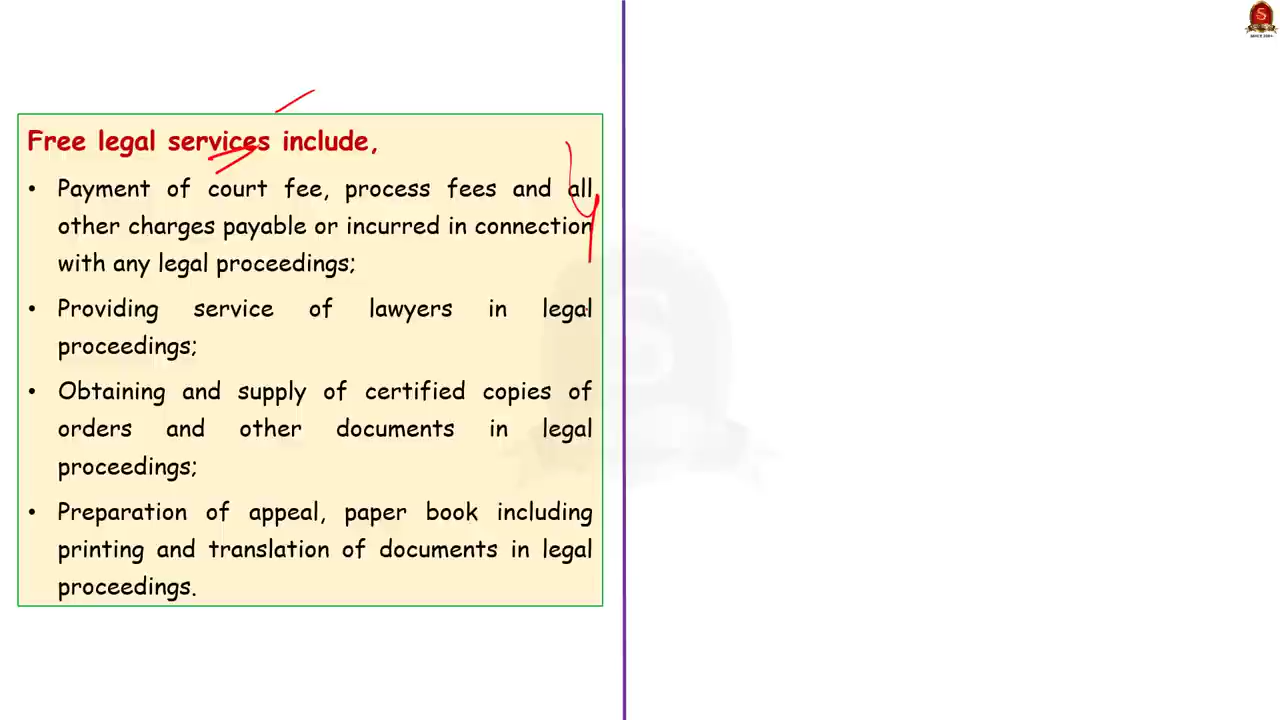 Free legal services include,
• Payment of court fee, process fees and all
other charges payable or incurred in connection
with any legal proceedings;
• Providing service of lawyers in legal
proceedings;
• Obtaining and supply of certified copies of
orders and other documents in legal
proceedings;
• Preparation of appeal, paper book including
printing and translation of documents in legal
proceedings.